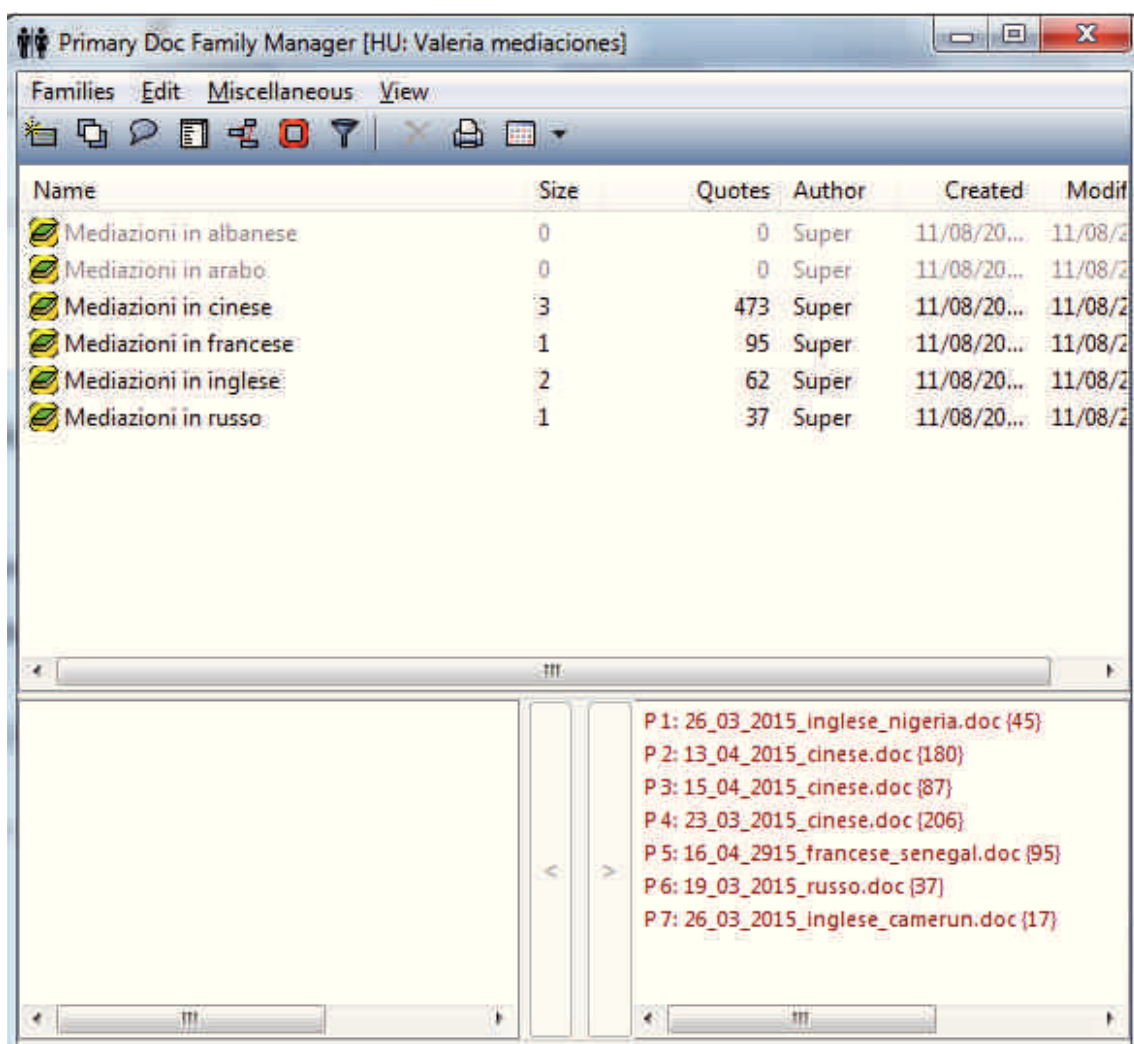 Primary Doc Family Manager [HU: Valeria mediaciones]
Families Edit Miscellaneous View
Name Size Quotes Author Created Modif
Mediazioni in albanese 0 0 Super 11/08/20... 11/08/2
Mediazioni in arabo 0 0 Super 11/08/20... 11/08/2
Mediazioni in cinese 3 473 Super 11/08/20... 11/08/2
Mediazioni in francese 1 95 Super 11/08/20... 11/08/2
Mediazioni in inglese 2 62 Super 11/08/20... 11/08/2
Mediazioni in russo 1 37 Super 11/08/20... 11/08/2
< >
P 1: 26_03_2015_inglese_nigeria.doc {45}
P 2: 13_04_2015_cinese.doc {180}
P 3: 15_04_2015_cinese.doc {87}
P 4: 23_03_2015_cinese.doc {206}
P 5: 16_04_2915_francese_senegal.doc {95}
P 6: 19_03_2015_russo.doc {37}
P 7: 26_03_2015_inglese_camerun.doc {17}